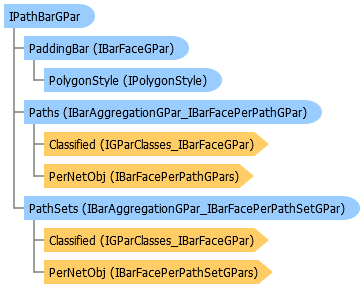 IPathBarGPar
PaddingBar (IBarFaceGPar)
PolygonStyle (IPolygonStyle)
Paths (IBarAggregationGPar_IBarFacePerPathGPar)
Classified (IGParClasses_IBarFaceGPar)
PerNetObj (IBarFacePerPathGPars)
PathSets (IBarAggregationGPar_IBarFacePerPathSetGPar)
Classified (IGParClasses_IBarFaceGPar)
PerNetObj (IBarFacePerPathSetGPars)